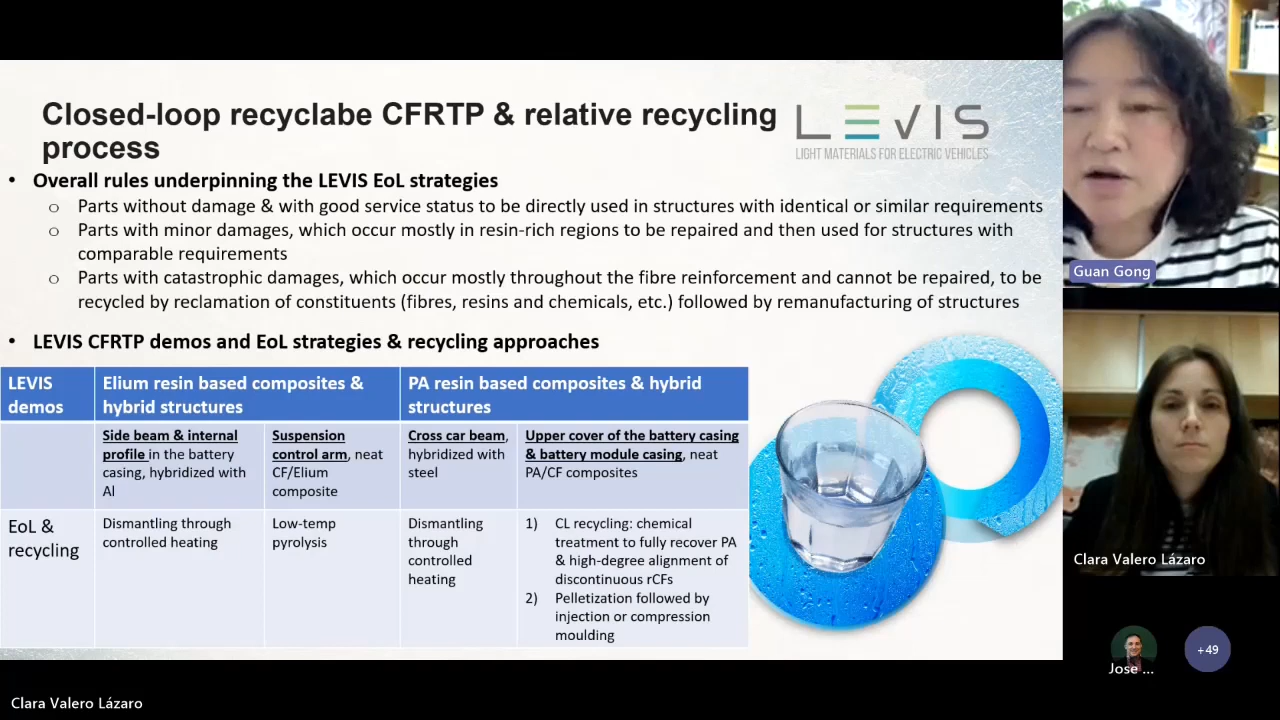 Closed-loop recyclabe CFRTP & relative recycling
process
LEVIS
LIGHT MATERIALS FOR ELECTRIC VEHICLES
• Overall rules underpinning the LEVIS EoL strategies
o Parts without damage & with good service status to be directly used in structures with identical or similar requirements
o Parts with minor damages, which occur mostly in resin-rich regions to be repaired and then used for structures with
comparable requirements
o Parts with catastrophic damages, which occur mostly throughout the fibre reinforcement and cannot be repaired, to be
recycled by reclamation of constituents (fibres, resins and chemicals, etc.) followed by remanufacturing of structures
• LEVIS CFRTP demos and EoL strategies & recycling approaches
LEVIS
demos
Elium resin based composites &
hybrid structures
PA resin based composites & hybrid
structures
Side beam & internal
profile in the battery
casing, hybridized with
Al
Suspension
control arm, neat
CF/Elium
composite
Cross car beam,
hybridized with
steel
Upper cover of the battery casing
& battery module casing, neat
PA/CF composites
EoL &
recycling
Dismantling through
controlled heating
Low-temp
pyrolysis
Dismantling
through
controlled
heating
1) CL recycling: chemical
treatment to fully recover PA
& high-degree alignment of
discontinuous rCFs
2) Pelletization followed by
injection or compression
moulding
Guan Gong
Clara Valero Lázaro
Jose ...
+49
Clara Valero Lázaro